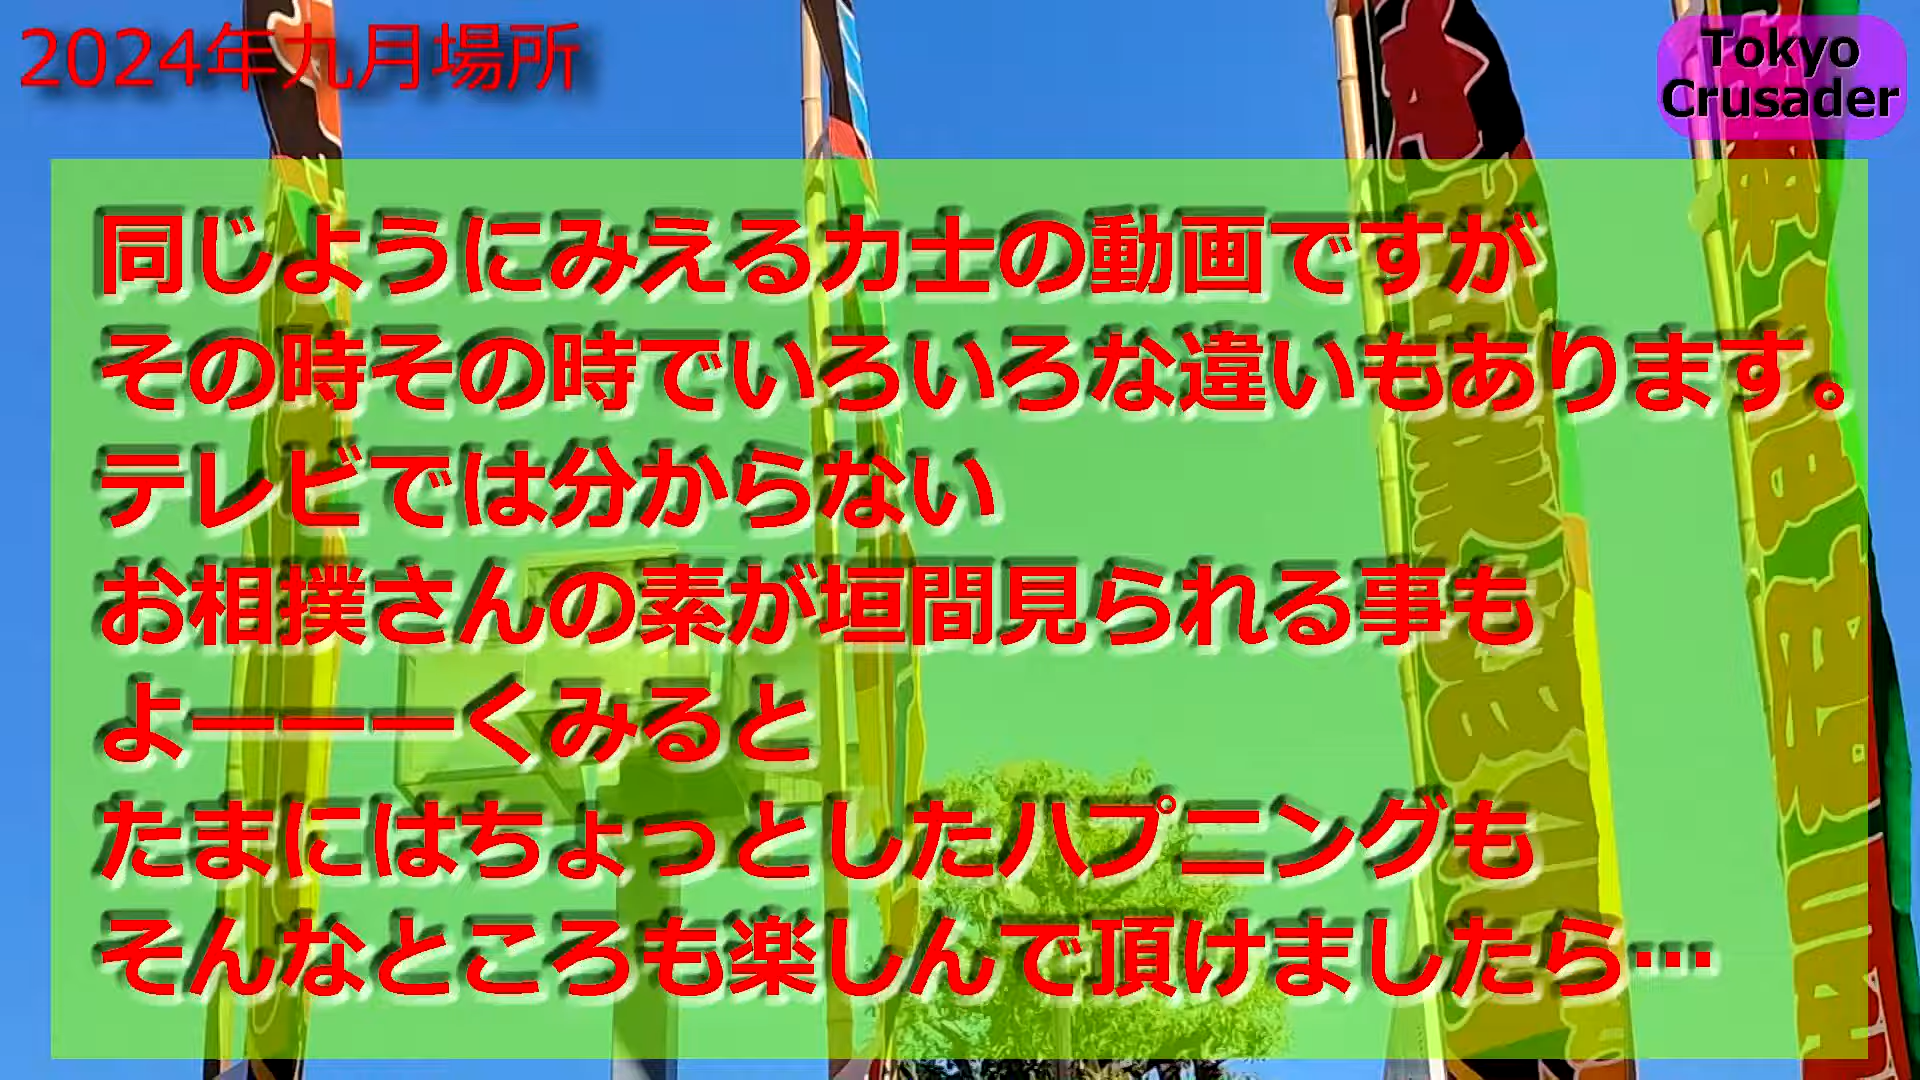 2024年九月場所
Tokyo
Crusader
同じようにみえる力士の動画ですが
その時その時でいろいろな違いもあります。
テレビでは分からない
お相撲さんの素が垣間見られる事も
よーーーくみると
たまにはちょっとしたハプニングも
そんなところも楽しんで頂けましたら…